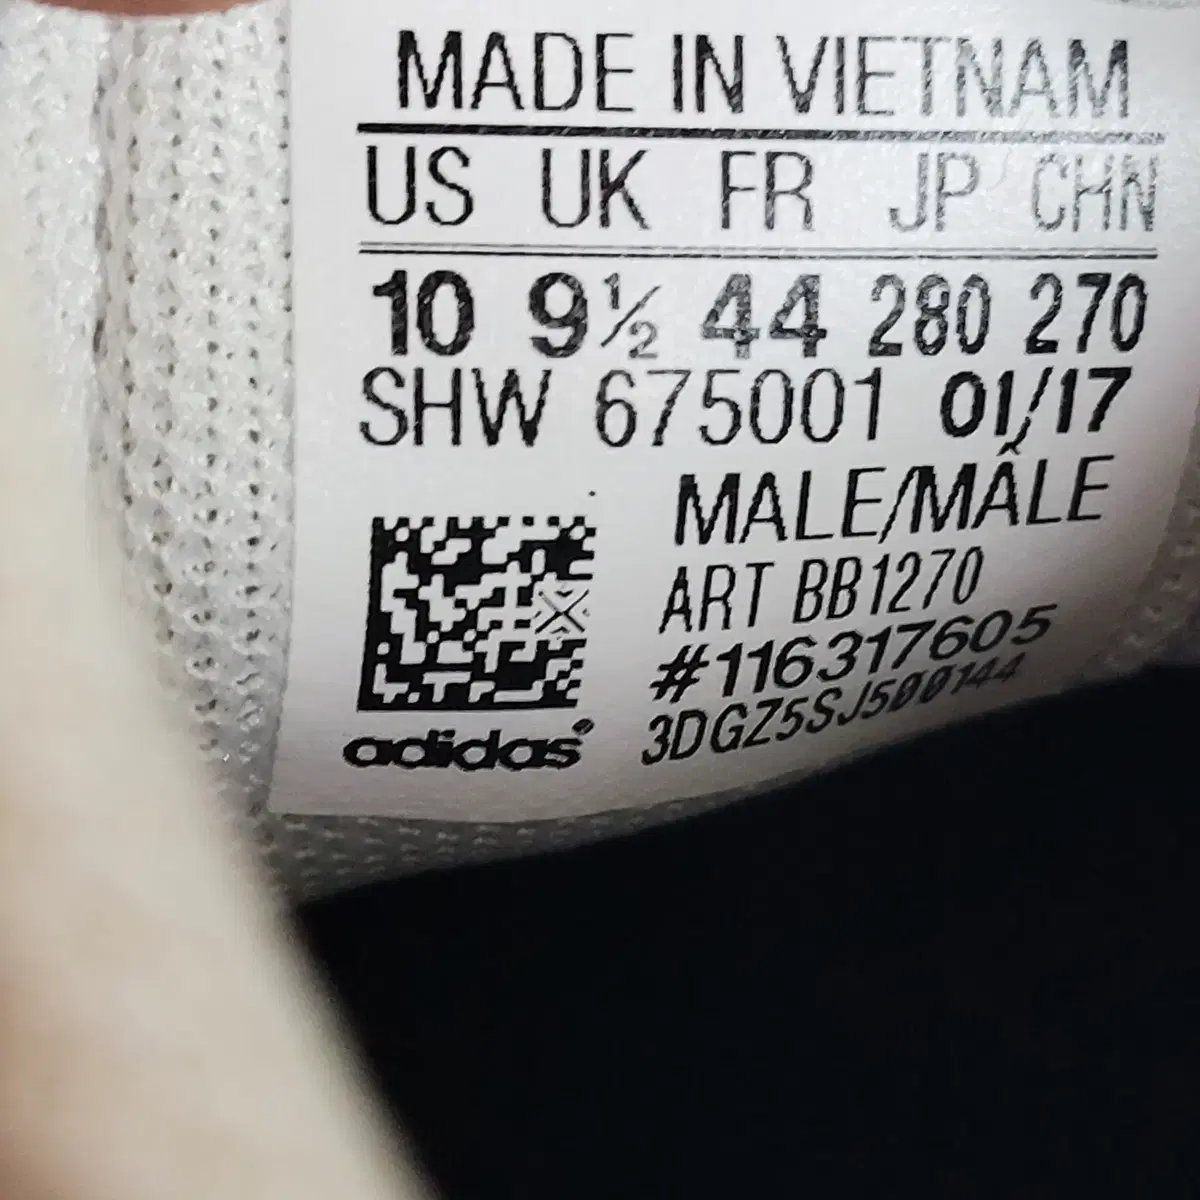 MADE IN VIETNAM
US UK FR JP CHN
10 9½ 44 280 270
SHW 675001 01/17
MALE/MÂLE
ART BB1270
#116317605
3DGZ5SJ500144
adidas®